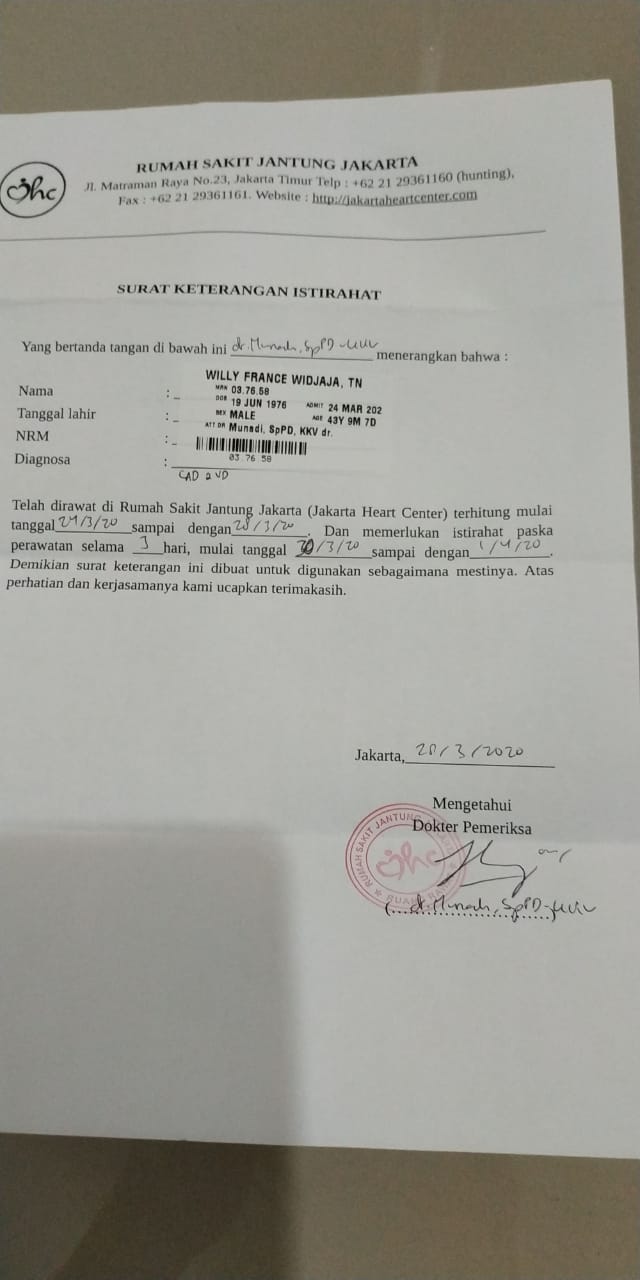 RUMAH SAKIT JANTUNG JAKARTA
Jl. Matraman Raya No.23, Jakarta Timur Telp : +62 21 29361160 (hunting),
Fax : +62 21 29361161. Website : http://jakartaheartcenter.com
jhc
SURAT KETERANGAN ISTIRAHAT
Yang bertanda tangan di bawah ini dr. Munadi, SpPD-KKV menerangkan bahwa :
WILLY FRANCE WIDJAJA, TN
Nama : MRN 03.76.58
DOB 19 JUN 1976 ADMIT 24 MAR 202
Tanggal lahir : SEX MALE AGE 43Y 9M 7D
ATT DR Munadi, SpPD, KKV dr.
NRM :
03 76 58
Diagnosa :
CAD 2 VD
Telah dirawat di Rumah Sakit Jantung Jakarta (Jakarta Heart Center) terhitung mulai
tanggal 24/3/20 sampai dengan 28/3/20. Dan memerlukan istirahat paska
perawatan selama 3 hari, mulai tanggal 30/3/20 sampai dengan 1/4/20.
Demikian surat keterangan ini dibuat untuk digunakan sebagaimana mestinya. Atas
perhatian dan kerjasamanya kami ucapkan terimakasih.
Jakarta, 28/3/2020
Mengetahui
Dokter Pemeriksa
RUMAH SAKIT JANTUNG
jhc
(dr. Munadi, SpPD-KKV